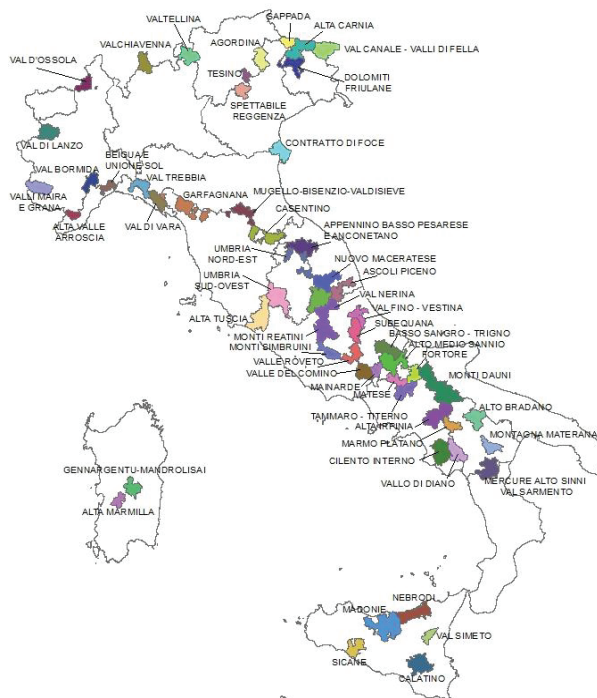 SAPPADA
VALTELLINA
ALTA CARNIA
VALCHIAVENNA
AGORDINA
VAL CANALE - VALLI DI FELLA
VAL D'OSSOLA
TESINO
DOLOMITI
FRIULANE
SPETTABILE
REGGENZA
VAL DI LANZO
CONTRATTO DI FOCE
BEIGUA E
UNIONE SOL
VAL BORMIDA
VAL TREBBIA
MUGELLO-BISENZIO-VALDISIEVE
GARFAGNANA
VALLI MAIRA
E GRANA
CASENTINO
ALTA VALLE
ARROSCIA
VAL DI VARA
APPENNINO BASSO PESARESE
E ANCONETANO
UMBRIA
NORD-EST
NUOVO MACERATESE
ASCOLI PICENO
UMBRIA
SUD-OVEST
VALNERINA
VALFINO - VESTINA
ALTA TUSCIA
SUBEQUANA
BASSO SANGRO - TRIGNO
MONTI REATINI
ALTO MEDIO SANNIO
MONTI SIMBRUINI
FORTORE
VALLE ROVETO
VALLE DEL COMINO
MONTI DAUNI
MAINARDE
MATESE
ALTO BRADANO
TAMMARO - TITERNO
ALTA IRPINIA
MONTAGNA MATERANA
MARMO PLATANO
CILENTO INTERNO
GENNARGENTU-MANDROLISAI
MERCURE ALTO SINNI
VAL SARMENTO
VALLO DI DIANO
ALTA MARMILLA
NEBRODI
MADONIE
VAL SIMETO
SICANE
CALATINO